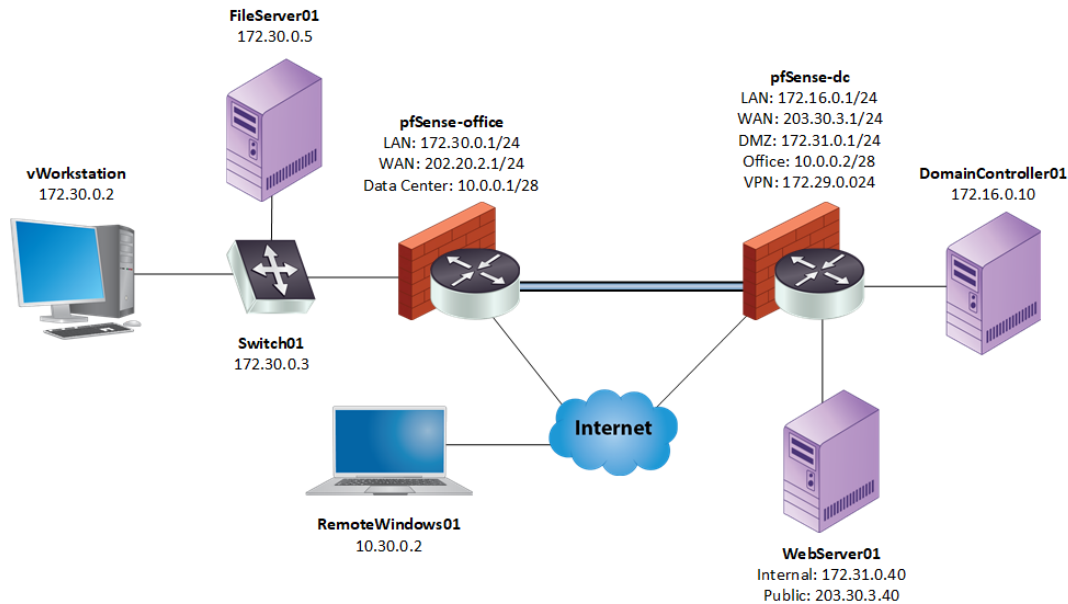 FileServer01
172.30.0.5
vWorkstation
172.30.0.2
Switch01
172.30.0.3
pfSense-office
LAN: 172.30.0.1/24
WAN: 202.20.2.1/24
Data Center: 10.0.0.1/28
pfSense-dc
LAN: 172.16.0.1/24
WAN: 203.30.3.1/24
DMZ: 172.31.0.1/24
Office: 10.0.0.2/28
VPN: 172.29.0.024
DomainController01
172.16.0.10
Internet
RemoteWindows01
10.30.0.2
WebServer01
Internal: 172.31.0.40
Public: 203.30.3.40